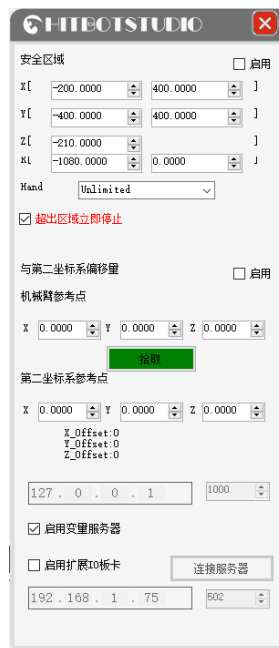 HITBOTSTUDIO
安全区域
启用
X[ -200.0000 400.0000 ]
Y[ -400.0000 400.0000 ]
Z[ -210.0000 ]
R[ -1080.0000 0.0000 ]
Hand Unlimited
超出区域立即停止
与第二坐标系偏移量
启用
机械臂参考点
X 0.0000 Y 0.0000 Z 0.0000
拾取
第二坐标系参考点
X 0.0000 Y 0.0000 Z 0.0000
X_Offset:0
Y_Offset:0
Z_Offset:0
127 . 0 . 0 . 1 1000
启用变量服务器
启用扩展IO板卡 连接服务器
192 . 168 . 1 . 75 502